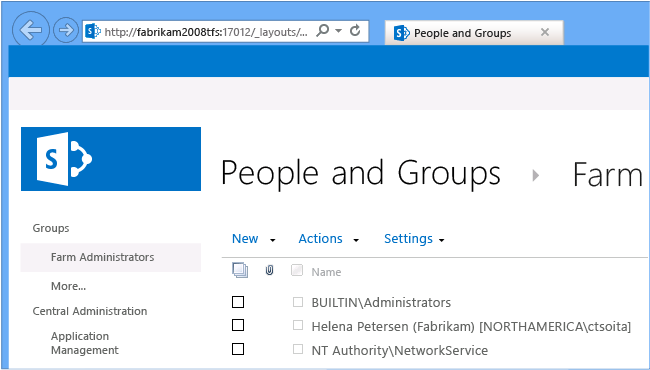 http://fabrikam2008tfs:17012/_layouts/...
People and Groups
S
People and Groups
Farm
Groups
Farm Administrators
More...
Central Administration
Application
Management
New
Actions
Settings
Name
BUILTIN\Administrators
Helena Petersen (Fabrikam) [NORTHAMERICA\ctsoita]
NT Authority\NetworkService